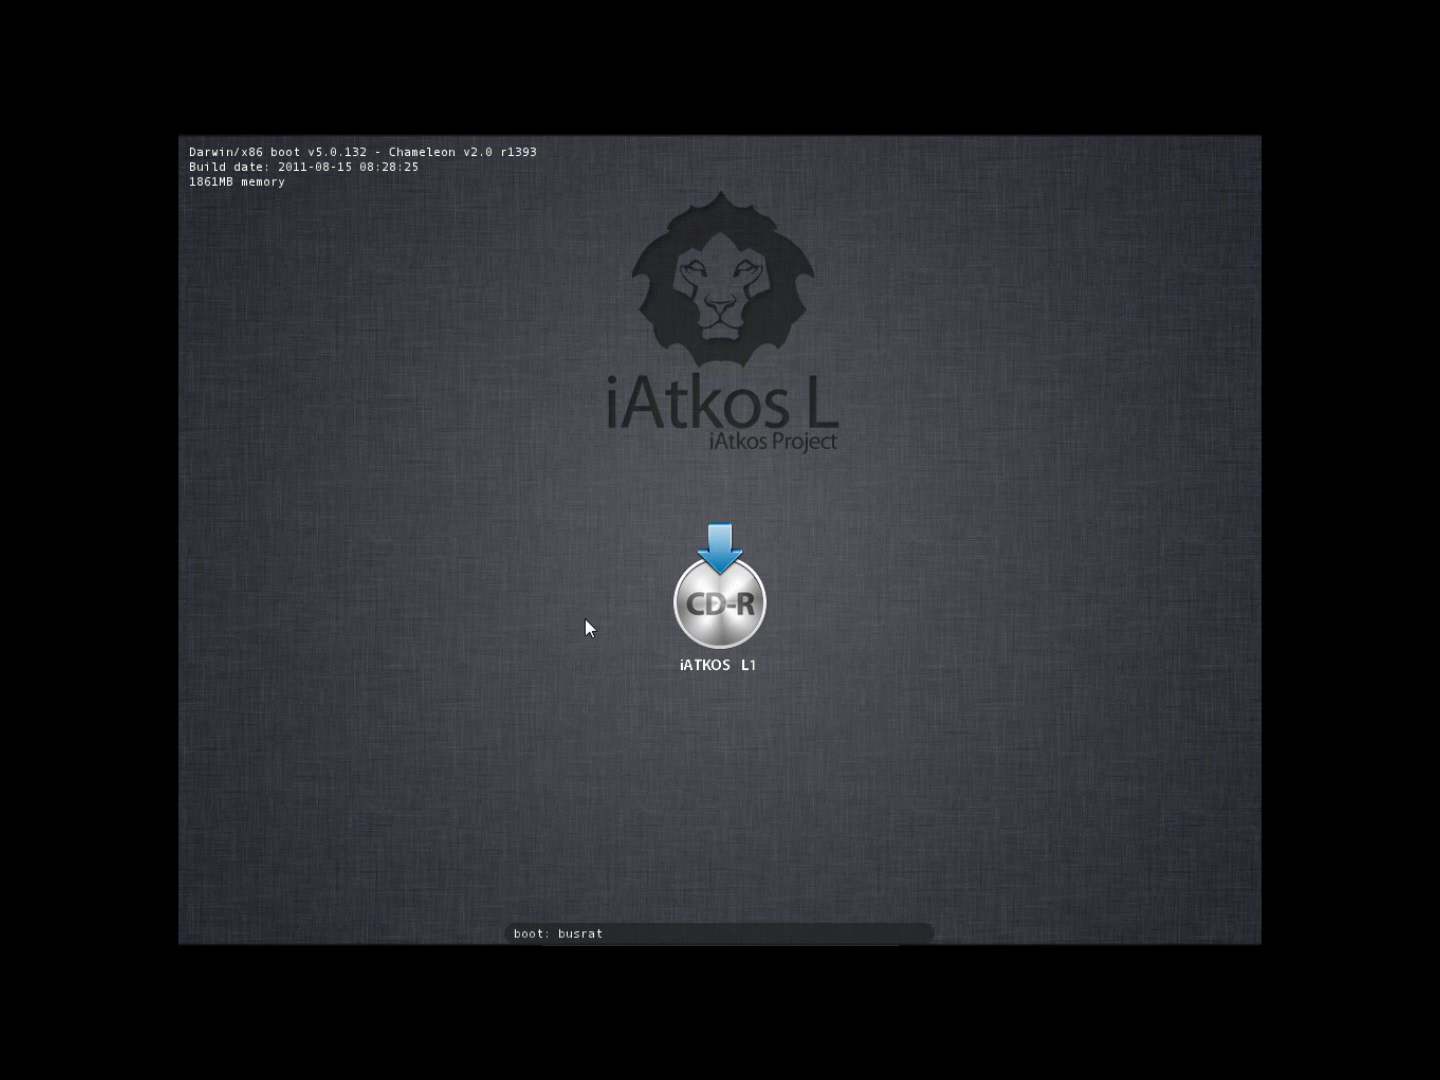 Darwin/x86 boot v5.0.132 - Chameleon v2.0 r1393
Build date: 2011-08-15 08:28:25
1861MB memory
iAtkos L
iAtkos Project
CD-R
iATKOS L1
boot: busrat